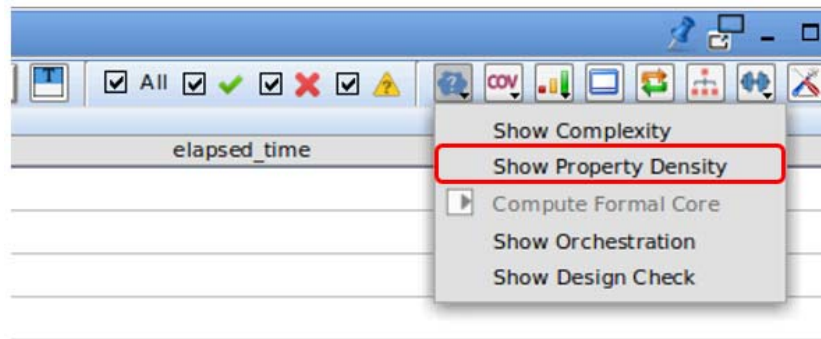 T
All
?
?
COV
elapsed_time
Show Complexity
Show Property Density
Compute Formal Core
Show Orchestration
Show Design Check